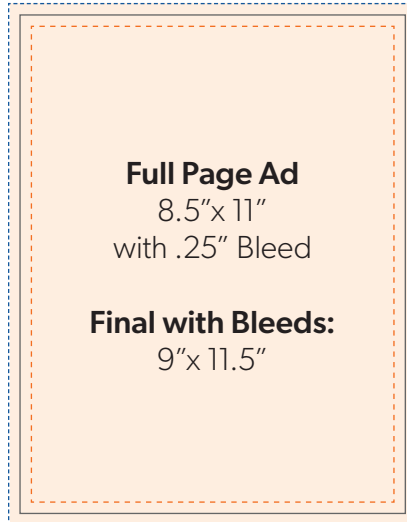 Full Page Ad
8.5”x 11”
with .25” Bleed
Final with Bleeds:
9”x 11.5”